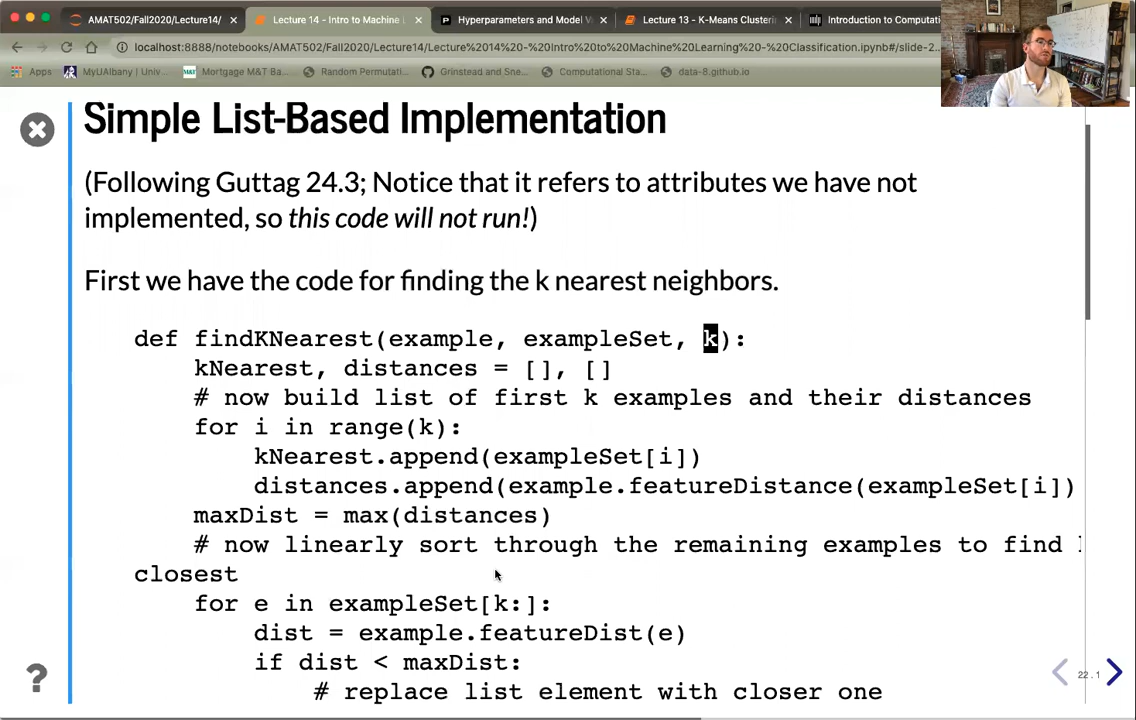 AMAT502/Fall2020/Lecture14/
Lecture 14 - Intro to Machine L
Hyperparameters and Model V
Lecture 13 - K-Means Cluster
Introduction to Computati
localhost:8888/notebooks/AMAT502/Fall2020/Lecture14/Lecture%2014%20-%20Intro%20to%20Machine%20Learning%20-%20Classification.ipynb#/slide-2...
Apps
MyUAlbany | Univ...
Mortgage M&T Ba...
Random Permutati...
Grinstead and Sne...
Computational Sta...
data-8.github.io
Simple List-Based Implementation
(Following Guttag 24.3; Notice that it refers to attributes we have not
implemented, so this code will not run!)
First we have the code for finding the k nearest neighbors.
def findKNearest(example, exampleSet, k):
kNearest, distances = [], []
# now build list of first k examples and their distances
for i in range(k):
kNearest.append(exampleSet[i])
distances.append(example.featureDistance(exampleSet[i])
maxDist = max(distances)
# now linearly sort through the remaining examples to find
closest
for e in exampleSet[k:]:
dist = example.featureDist(e)
if dist < maxDist:
# replace list element with closer one
?
22.1